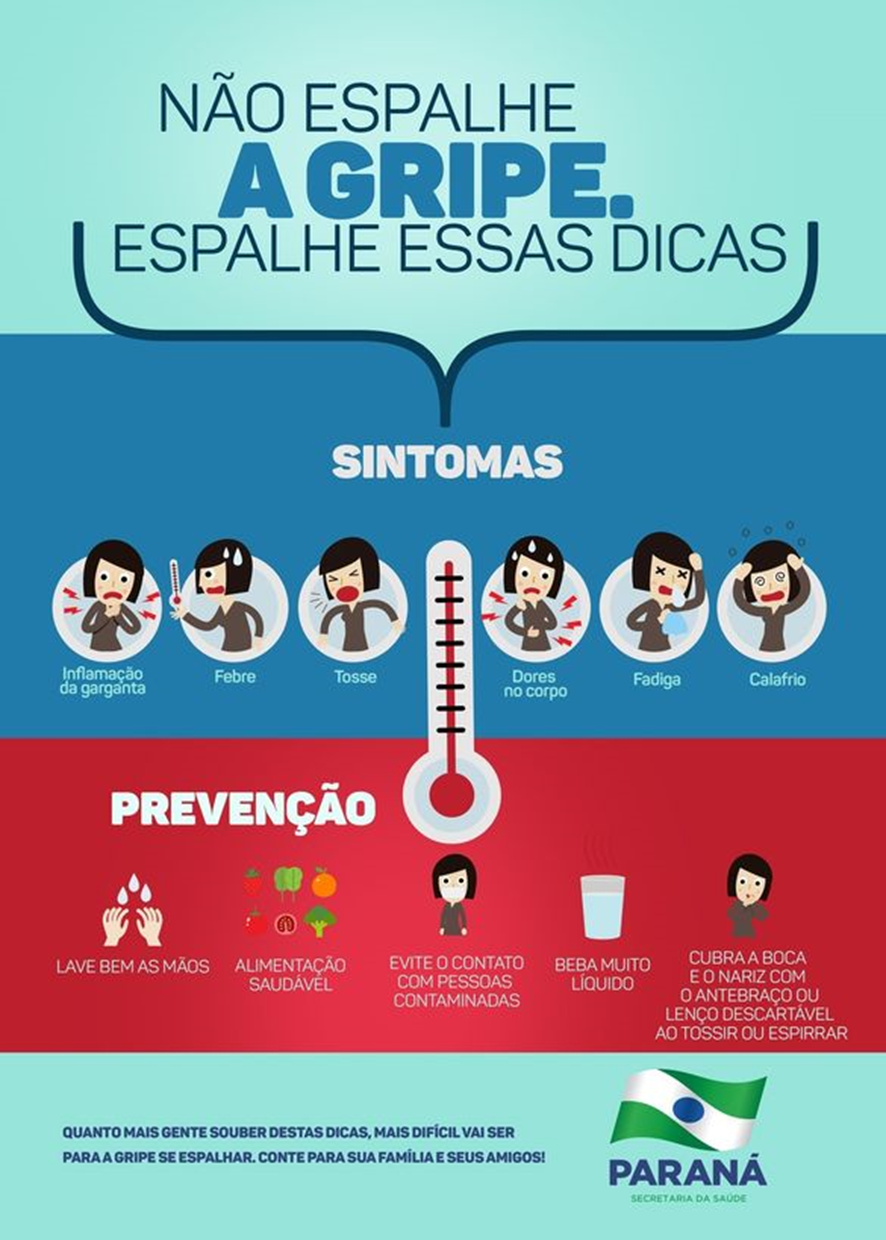 NÃO ESPALHE
A GRIPE.
ESPALHE ESSAS DICAS
SINTOMAS
Inflamação
da garganta
Febre
Tosse
Dores
no corpo
Fadiga
Calafrio
PREVENÇÃO
LAVE BEM AS MÃOS
ALIMENTAÇÃO
SAUDÁVEL
EVITE O CONTATO
COM PESSOAS
CONTAMINADAS
BEBA MUITO
LÍQUIDO
CUBRA A BOCA
E O NARIZ COM
O ANTEBRAÇO OU
LENÇO DESCARTÁVEL
AO TOSSIR OU ESPIRRAR
QUANTO MAIS GENTE SOUBER DESTAS DICAS, MAIS DIFÍCIL VAI SER
PARA A GRIPE SE ESPALHAR. CONTE PARA SUA FAMÍLIA E SEUS AMIGOS!
PARANÁ
SECRETARIA DA SAÚDE